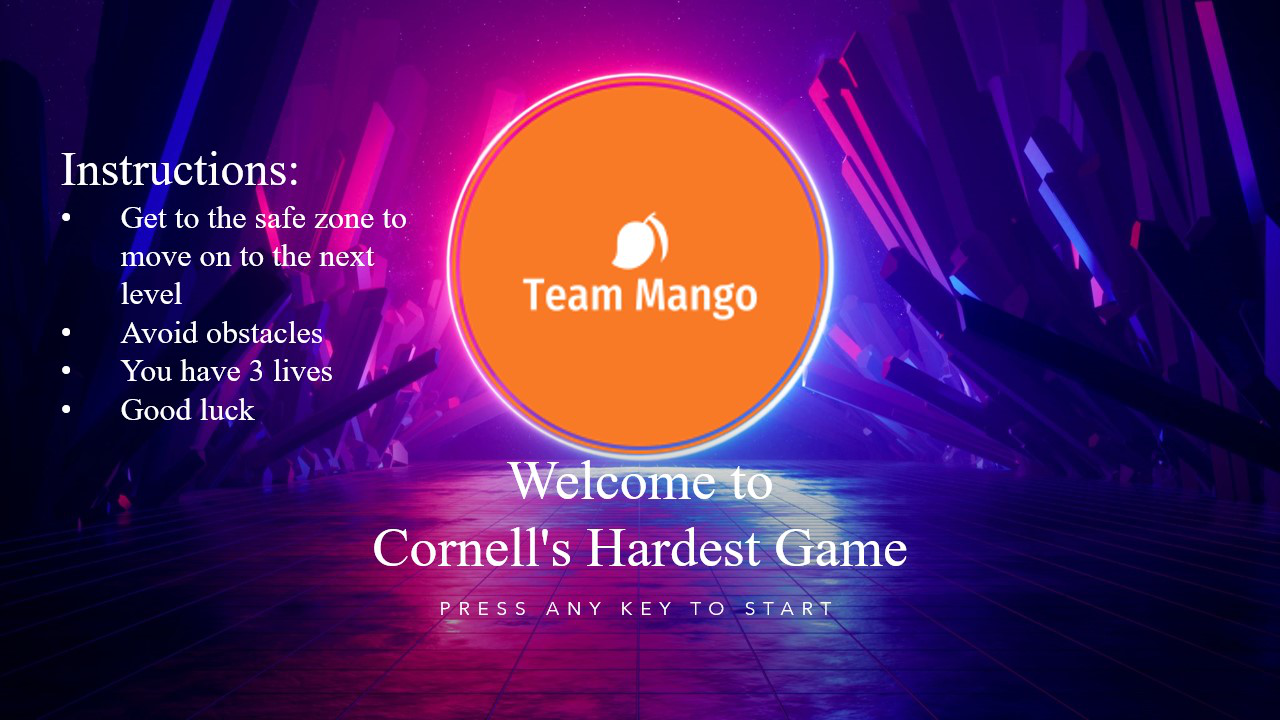 Instructions:
• Get to the safe zone to
move on to the next
level
• Avoid obstacles
• You have 3 lives
• Good luck
Team Mango
Welcome to
Cornell's Hardest Game
PRESS ANY KEY TO START